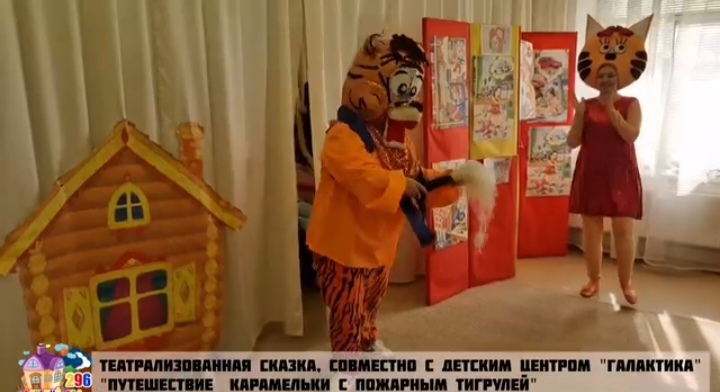 ТЕАТРАЛИЗОВАННАЯ СКАЗКА, СОВМЕСТНО С ДЕТСКИМ ЦЕНТРОМ "ГАЛАКТИКА"
"ПУТЕШЕСТВИЕ КАРАМЕЛЬКИ С ПОЖАРНЫМ ТИГРУЛЕЙ"
296